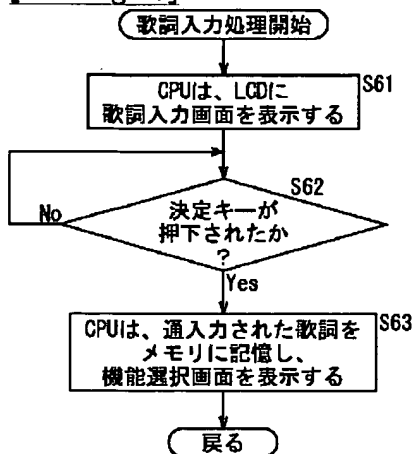 歌詞入力処理開始
CPUは、LCDに
歌詞入力画面を表示する
S61
S62
決定キーが
押下されたか
?
No
Yes
CPUは、通入力された歌詞を
メモリに記憶し、
機能選択画面を表示する
S63
戻る